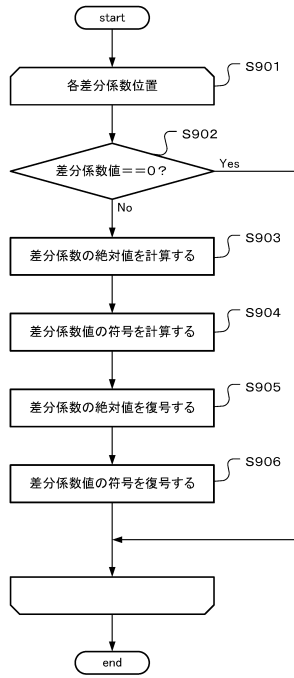 start
S901
各差分係数位置
S902
差分係数値==0?
Yes
No
S903
差分係数の絶対値を計算する
S904
差分係数値の符号を計算する
S905
差分係数の絶対値を復号する
S906
差分係数値の符号を復号する
end